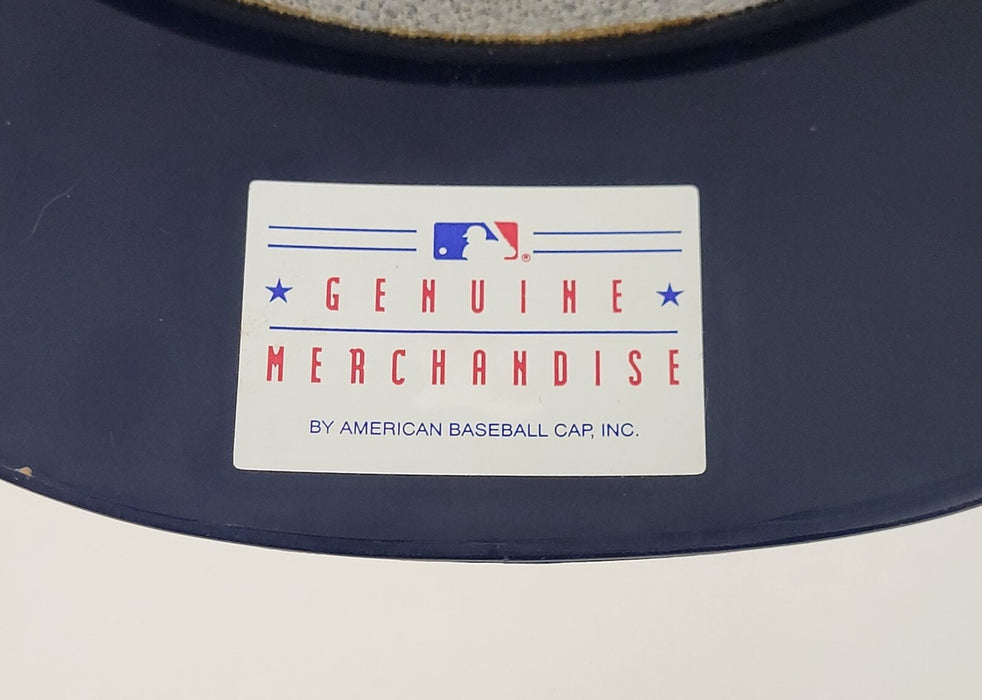 ®
GENUINE
MERCHANDISE
BY AMERICAN BASEBALL CAP, INC.